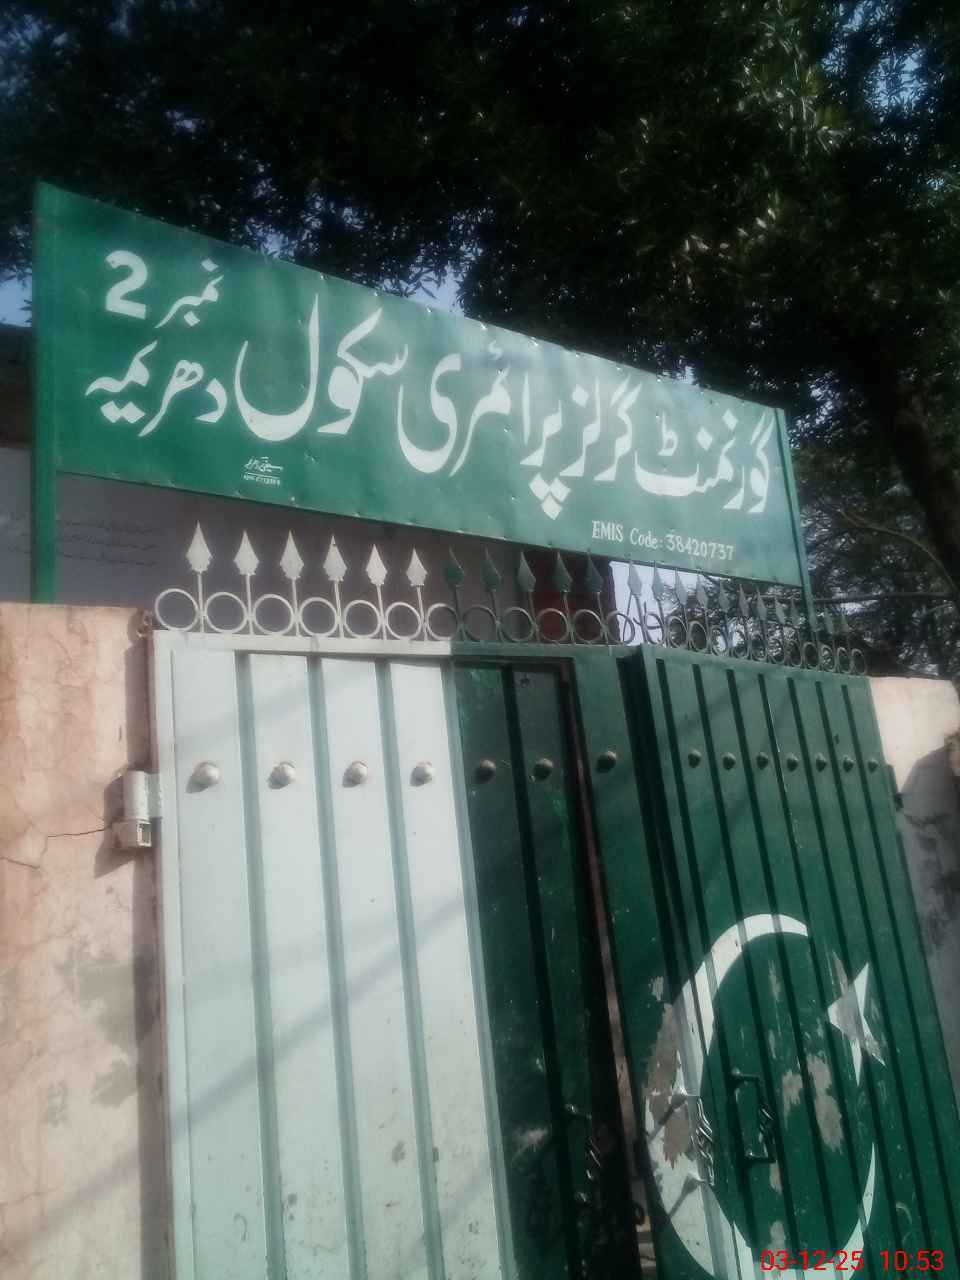 گورنمنٹ گرلز پرائمری سکول دھریمہ
نمبر 2
EMIS Code: 38420737
03-12-25 10:53